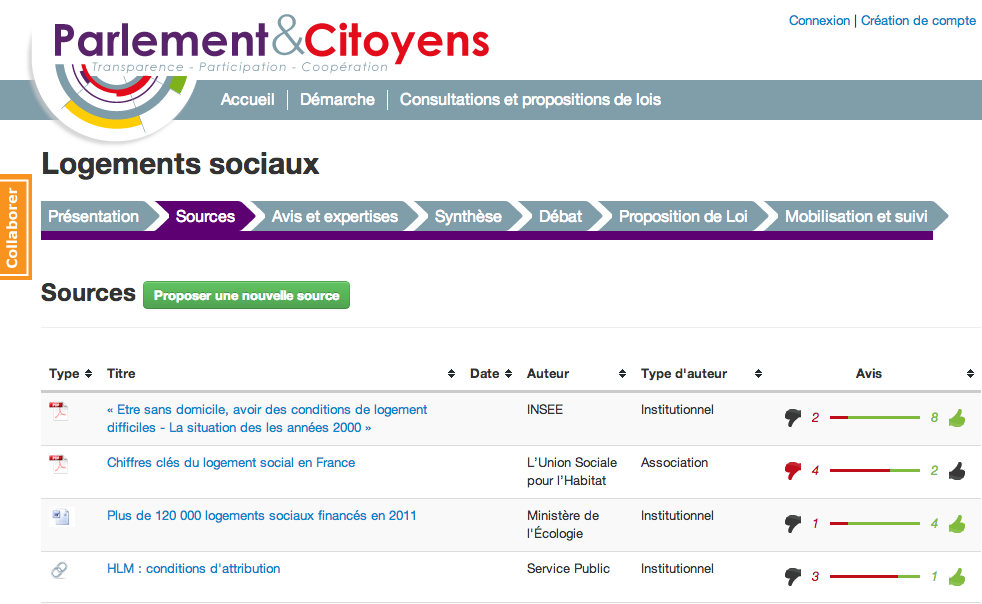 Connexion | Création de compte
Parlement&Citoyens
Transparence - Participation - Coopération
Accueil | Démarche | Consultations et propositions de lois
Logements sociaux
Collaborer
Présentation Sources Avis et expertises Synthèse Débat Proposition de Loi Mobilisation et suivi
Sources Proposer une nouvelle source
Type Titre Date Auteur Type d'auteur Avis
« Etre sans domicile, avoir des conditions de logement
difficiles - La situation des les années 2000 »
INSEE Institutionnel 2 8
Chiffres clés du logement social en France
L'Union Sociale
pour l'Habitat
Association 4 2
Plus de 120 000 logements sociaux financés en 2011
Ministère de
l'Écologie
Institutionnel 1 4
HLM : conditions d'attribution Service Public Institutionnel 3 1